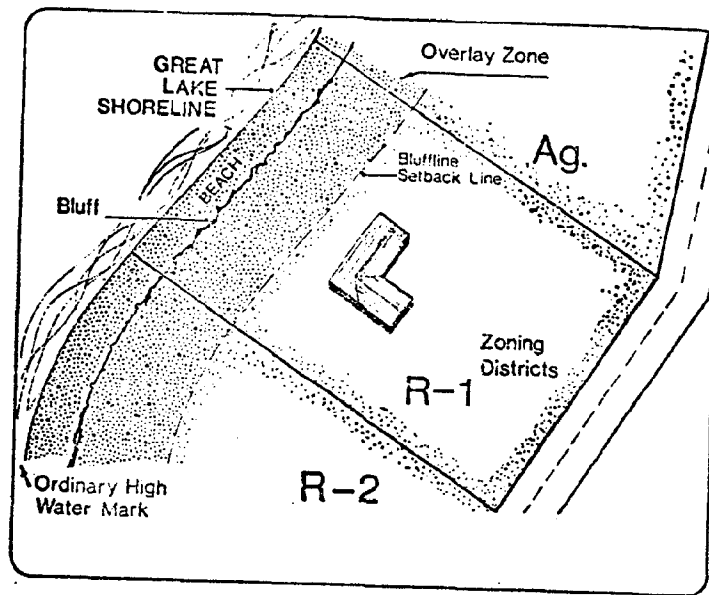 GREAT
LAKE
SHORELINE
Overlay Zone
Ag.
Bluffline
Setback Line
BEACH
Bluff
Zoning
Districts
R-1
R-2
Ordinary High
Water Mark